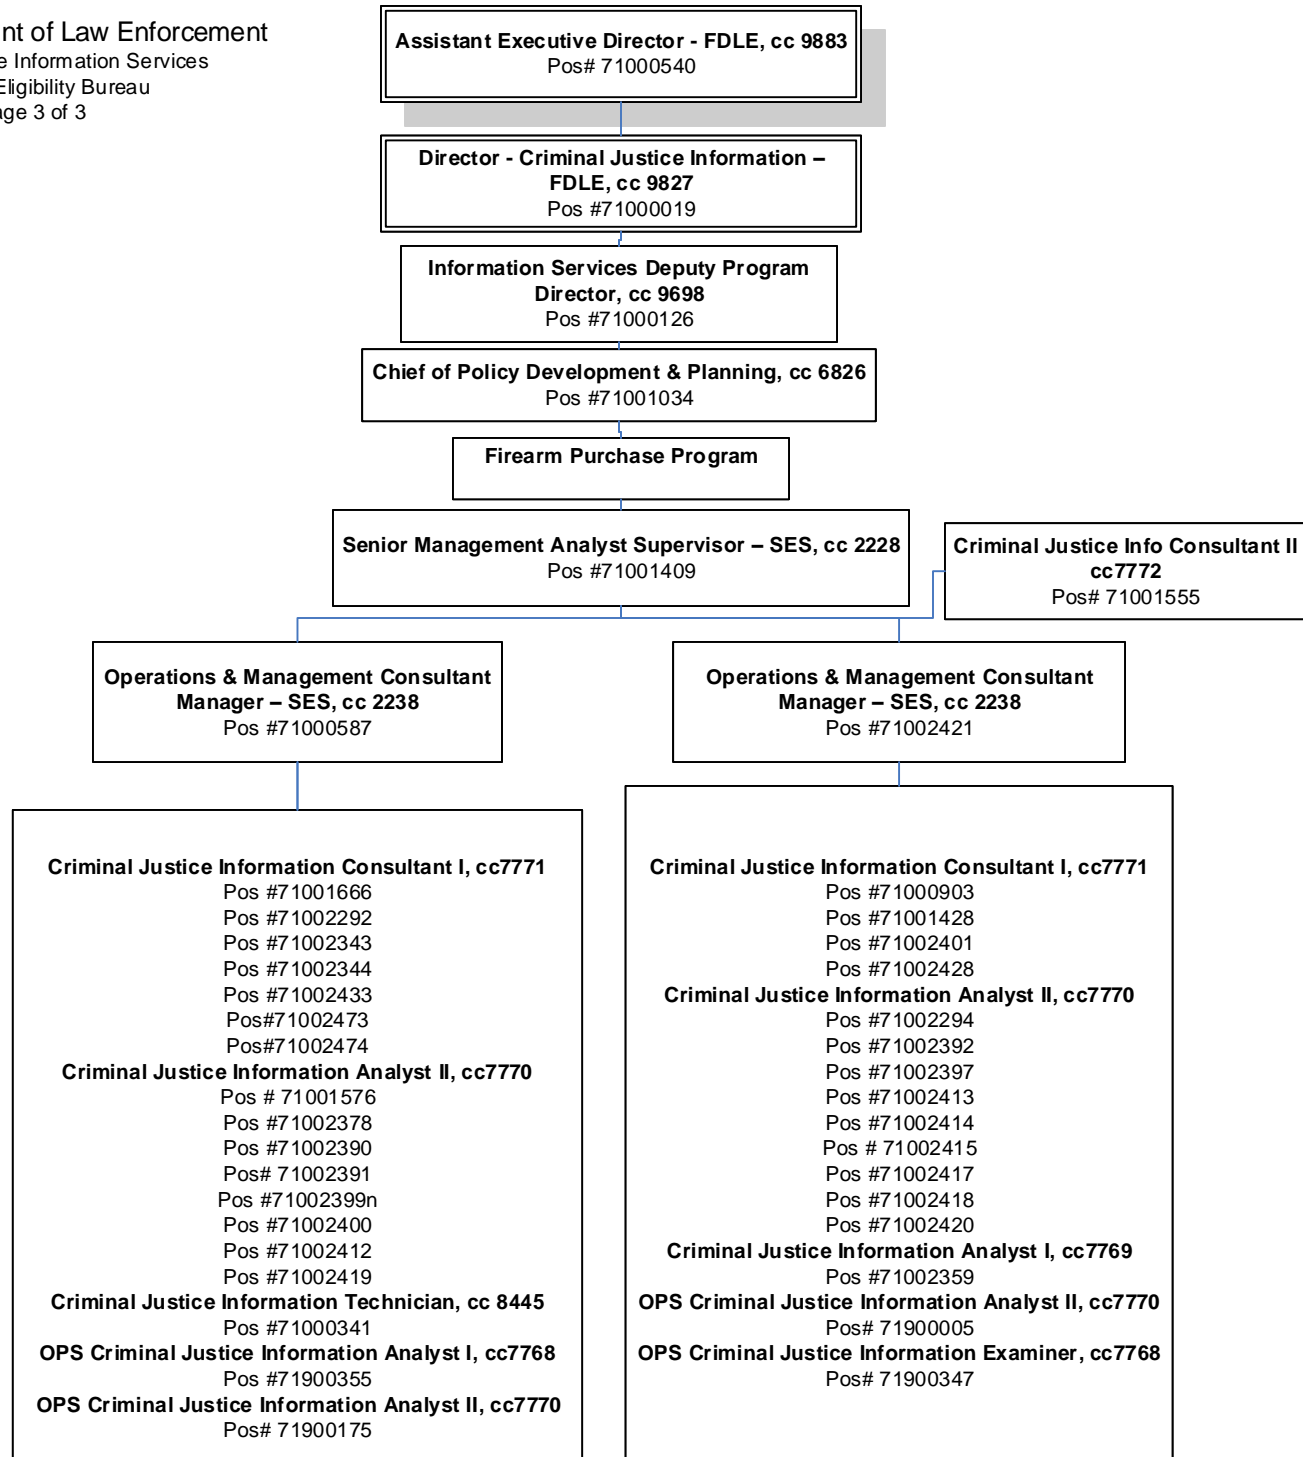 nt of Law Enforcement
e Information Services
Eligibility Bureau
age 3 of 3
Assistant Executive Director - FDLE, cc 9883
Pos# 71000540
Director - Criminal Justice Information –
FDLE, cc 9827
Pos #71000019
Information Services Deputy Program
Director, cc 9698
Pos #71000126
Chief of Policy Development & Planning, cc 6826
Pos #71001034
Firearm Purchase Program
Senior Management Analyst Supervisor – SES, cc 2228
Pos #71001409
Criminal Justice Info Consultant II
cc7772
Pos# 71001555
Operations & Management Consultant
Manager – SES, cc 2238
Pos #71000587
Operations & Management Consultant
Manager – SES, cc 2238
Pos #71002421
Criminal Justice Information Consultant I, cc7771
Pos #71001666
Pos #71002292
Pos #71002343
Pos #71002344
Pos #71002433
Pos#71002473
Pos#71002474
Criminal Justice Information Analyst II, cc7770
Pos # 71001576
Pos #71002378
Pos #71002390
Pos# 71002391
Pos #71002399n
Pos #71002400
Pos #71002412
Pos #71002419
Criminal Justice Information Technician, cc 8445
Pos #71000341
OPS Criminal Justice Information Analyst I, cc7768
Pos #71900355
OPS Criminal Justice Information Analyst II, cc7770
Pos# 71900175
Criminal Justice Information Consultant I, cc7771
Pos #71000903
Pos #71001428
Pos #71002401
Pos #71002428
Criminal Justice Information Analyst II, cc7770
Pos #71002294
Pos #71002392
Pos #71002397
Pos #71002413
Pos #71002414
Pos # 71002415
Pos #71002417
Pos #71002418
Pos #71002420
Criminal Justice Information Analyst I, cc7769
Pos #71002359
OPS Criminal Justice Information Analyst II, cc7770
Pos# 71900005
OPS Criminal Justice Information Examiner, cc7768
Pos# 71900347